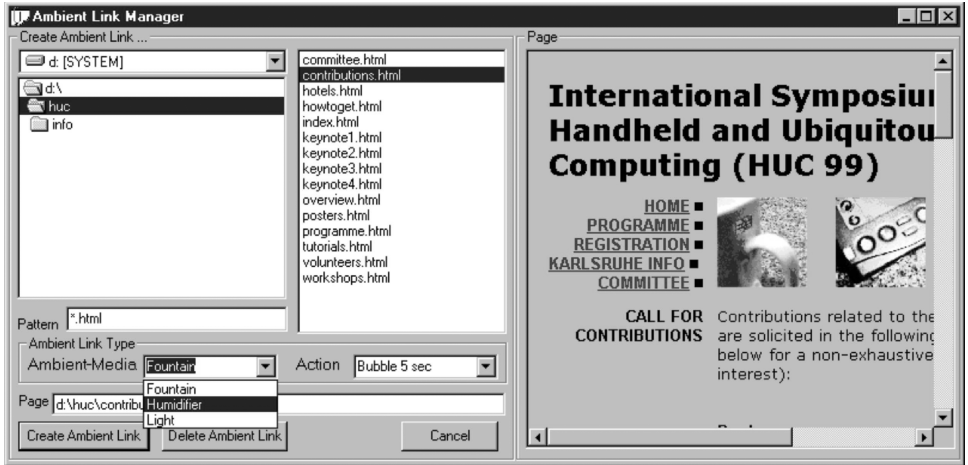 Ambient Link Manager
Create Ambient Link ...
d: [SYSTEM]
d:\
huc
info
committee.html
contributions.html
hotels.html
howtoget.html
index.html
keynote1.html
keynote2.html
keynote3.html
keynote4.html
overview.html
posters.html
programme.html
tutorials.html
volunteers.html
workshops.html
Pattern *.html
Ambient Link Type
Ambient-Media Fountain Action Bubble 5 sec
Fountain
Humidifier
Light
Page d:\huc\contribu
Create Ambient Link Delete Ambient Link Cancel
Page
International Symposiu
Handheld and Ubiquitou
Computing (HUC 99)
HOME
PROGRAMME
REGISTRATION
KARLSRUHE INFO
COMMITTEE
CALL FOR
CONTRIBUTIONS
Contributions related to the
are solicited in the following
below for a non-exhaustive
interest):